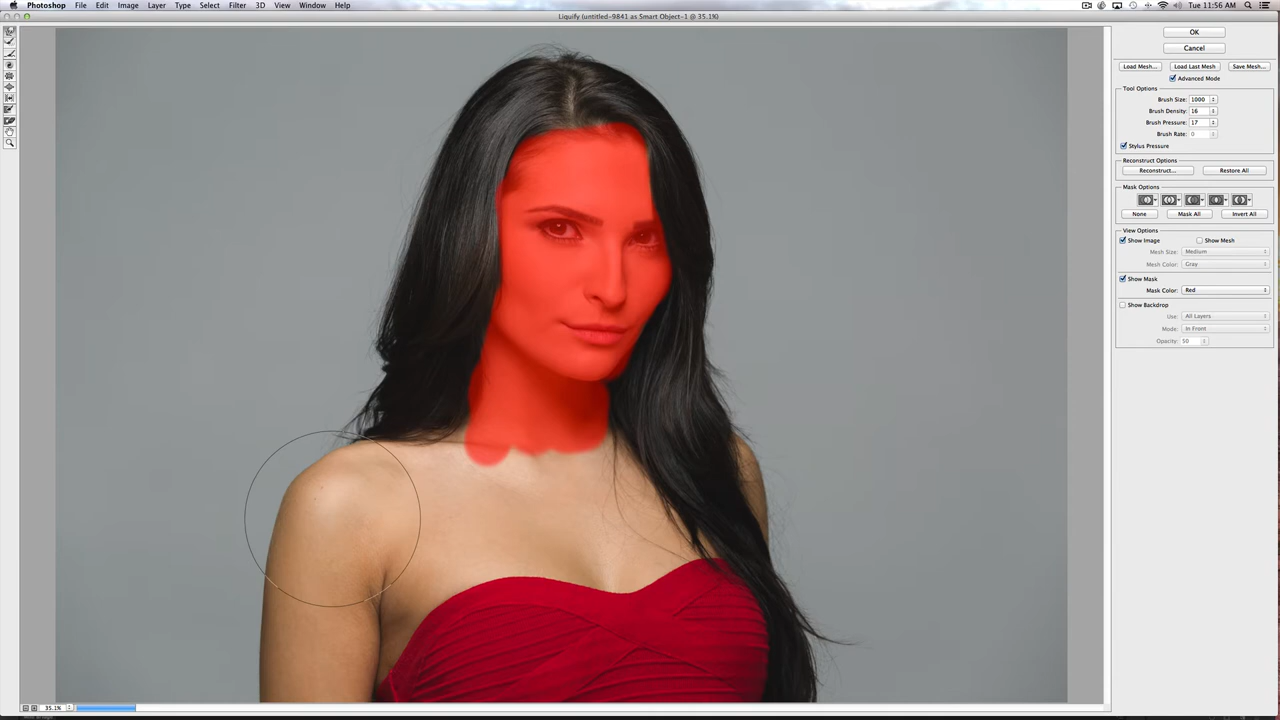 Photoshop File Edit Image Layer Type Select Filter 3D View Window Help Tue 11:56 AM
Liquify (untitled-9841 as Smart Object-1 @ 35.1%)
OK
Cancel
Load Mesh... Load Last Mesh Save Mesh...
Advanced Mode
Tool Options
Brush Size: 1000
Brush Density: 16
Brush Pressure: 17
Brush Rate: 0
Stylus Pressure
Reconstruct Options
Reconstruct... Restore All
Mask Options
None Mask All Invert All
View Options
Show Image Show Mesh
Mesh Size: Medium
Mesh Color: Gray
Show Mask
Mask Color: Red
Show Backdrop
Use: All Layers
Mode: In Front
Opacity: 50
35.1%